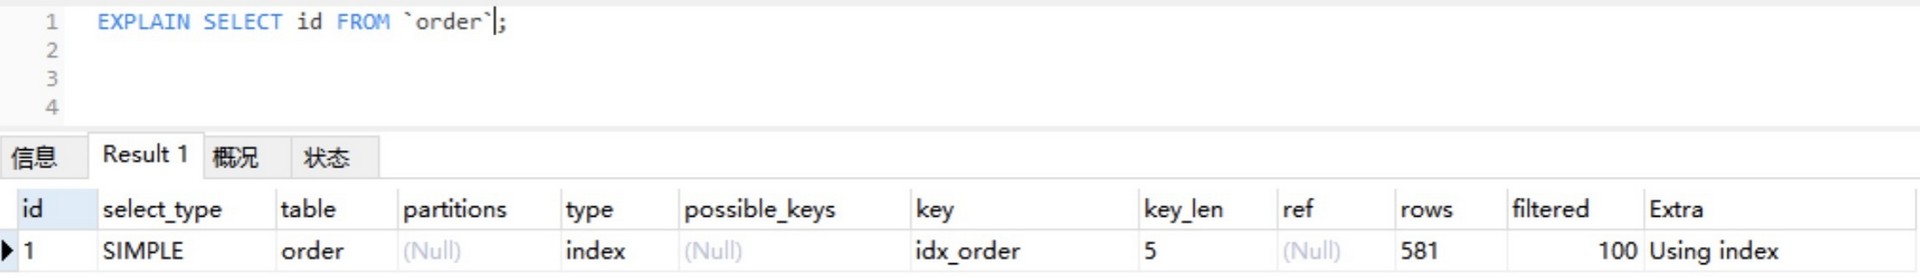 1 EXPLAIN SELECT id FROM `order`;
2
3
4
信息 Result 1 概况 状态
id select_type table partitions type possible_keys key key_len ref rows filtered Extra
1 SIMPLE order (Null) index (Null) idx_order 5 (Null) 581 100 Using index